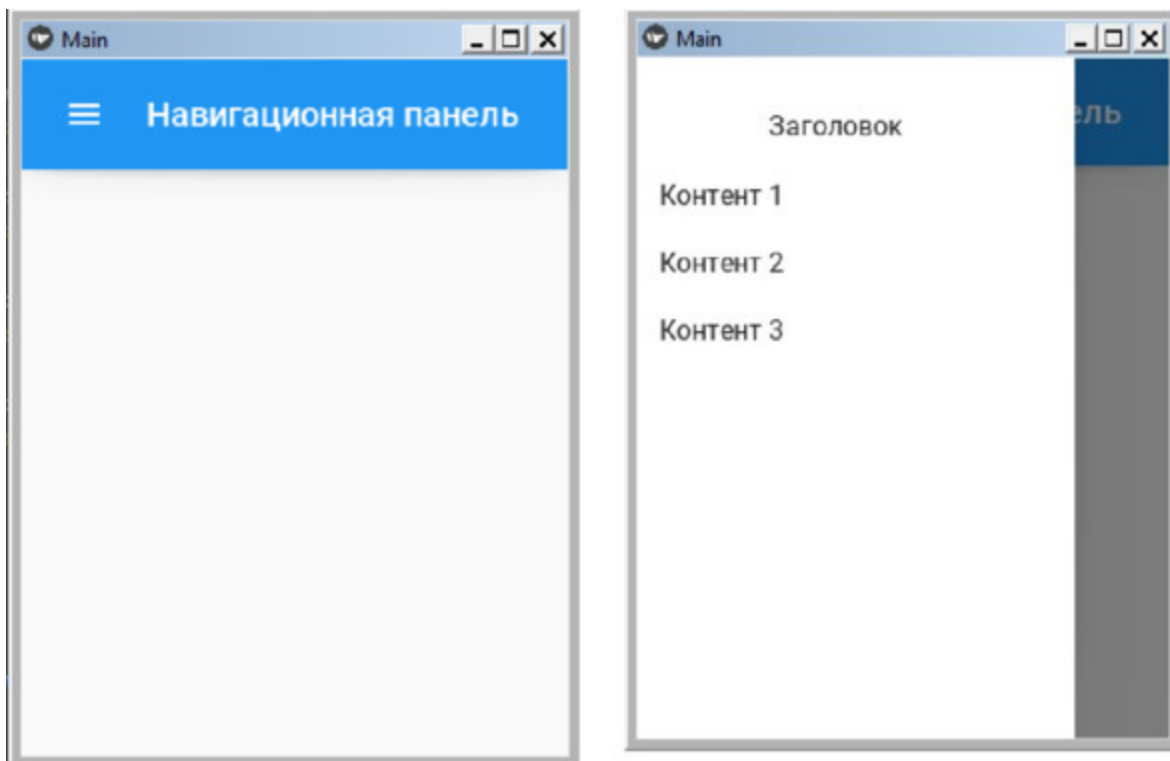 Main
Навигационная панель
Main
ель
Заголовок
Контент 1
Контент 2
Контент 3